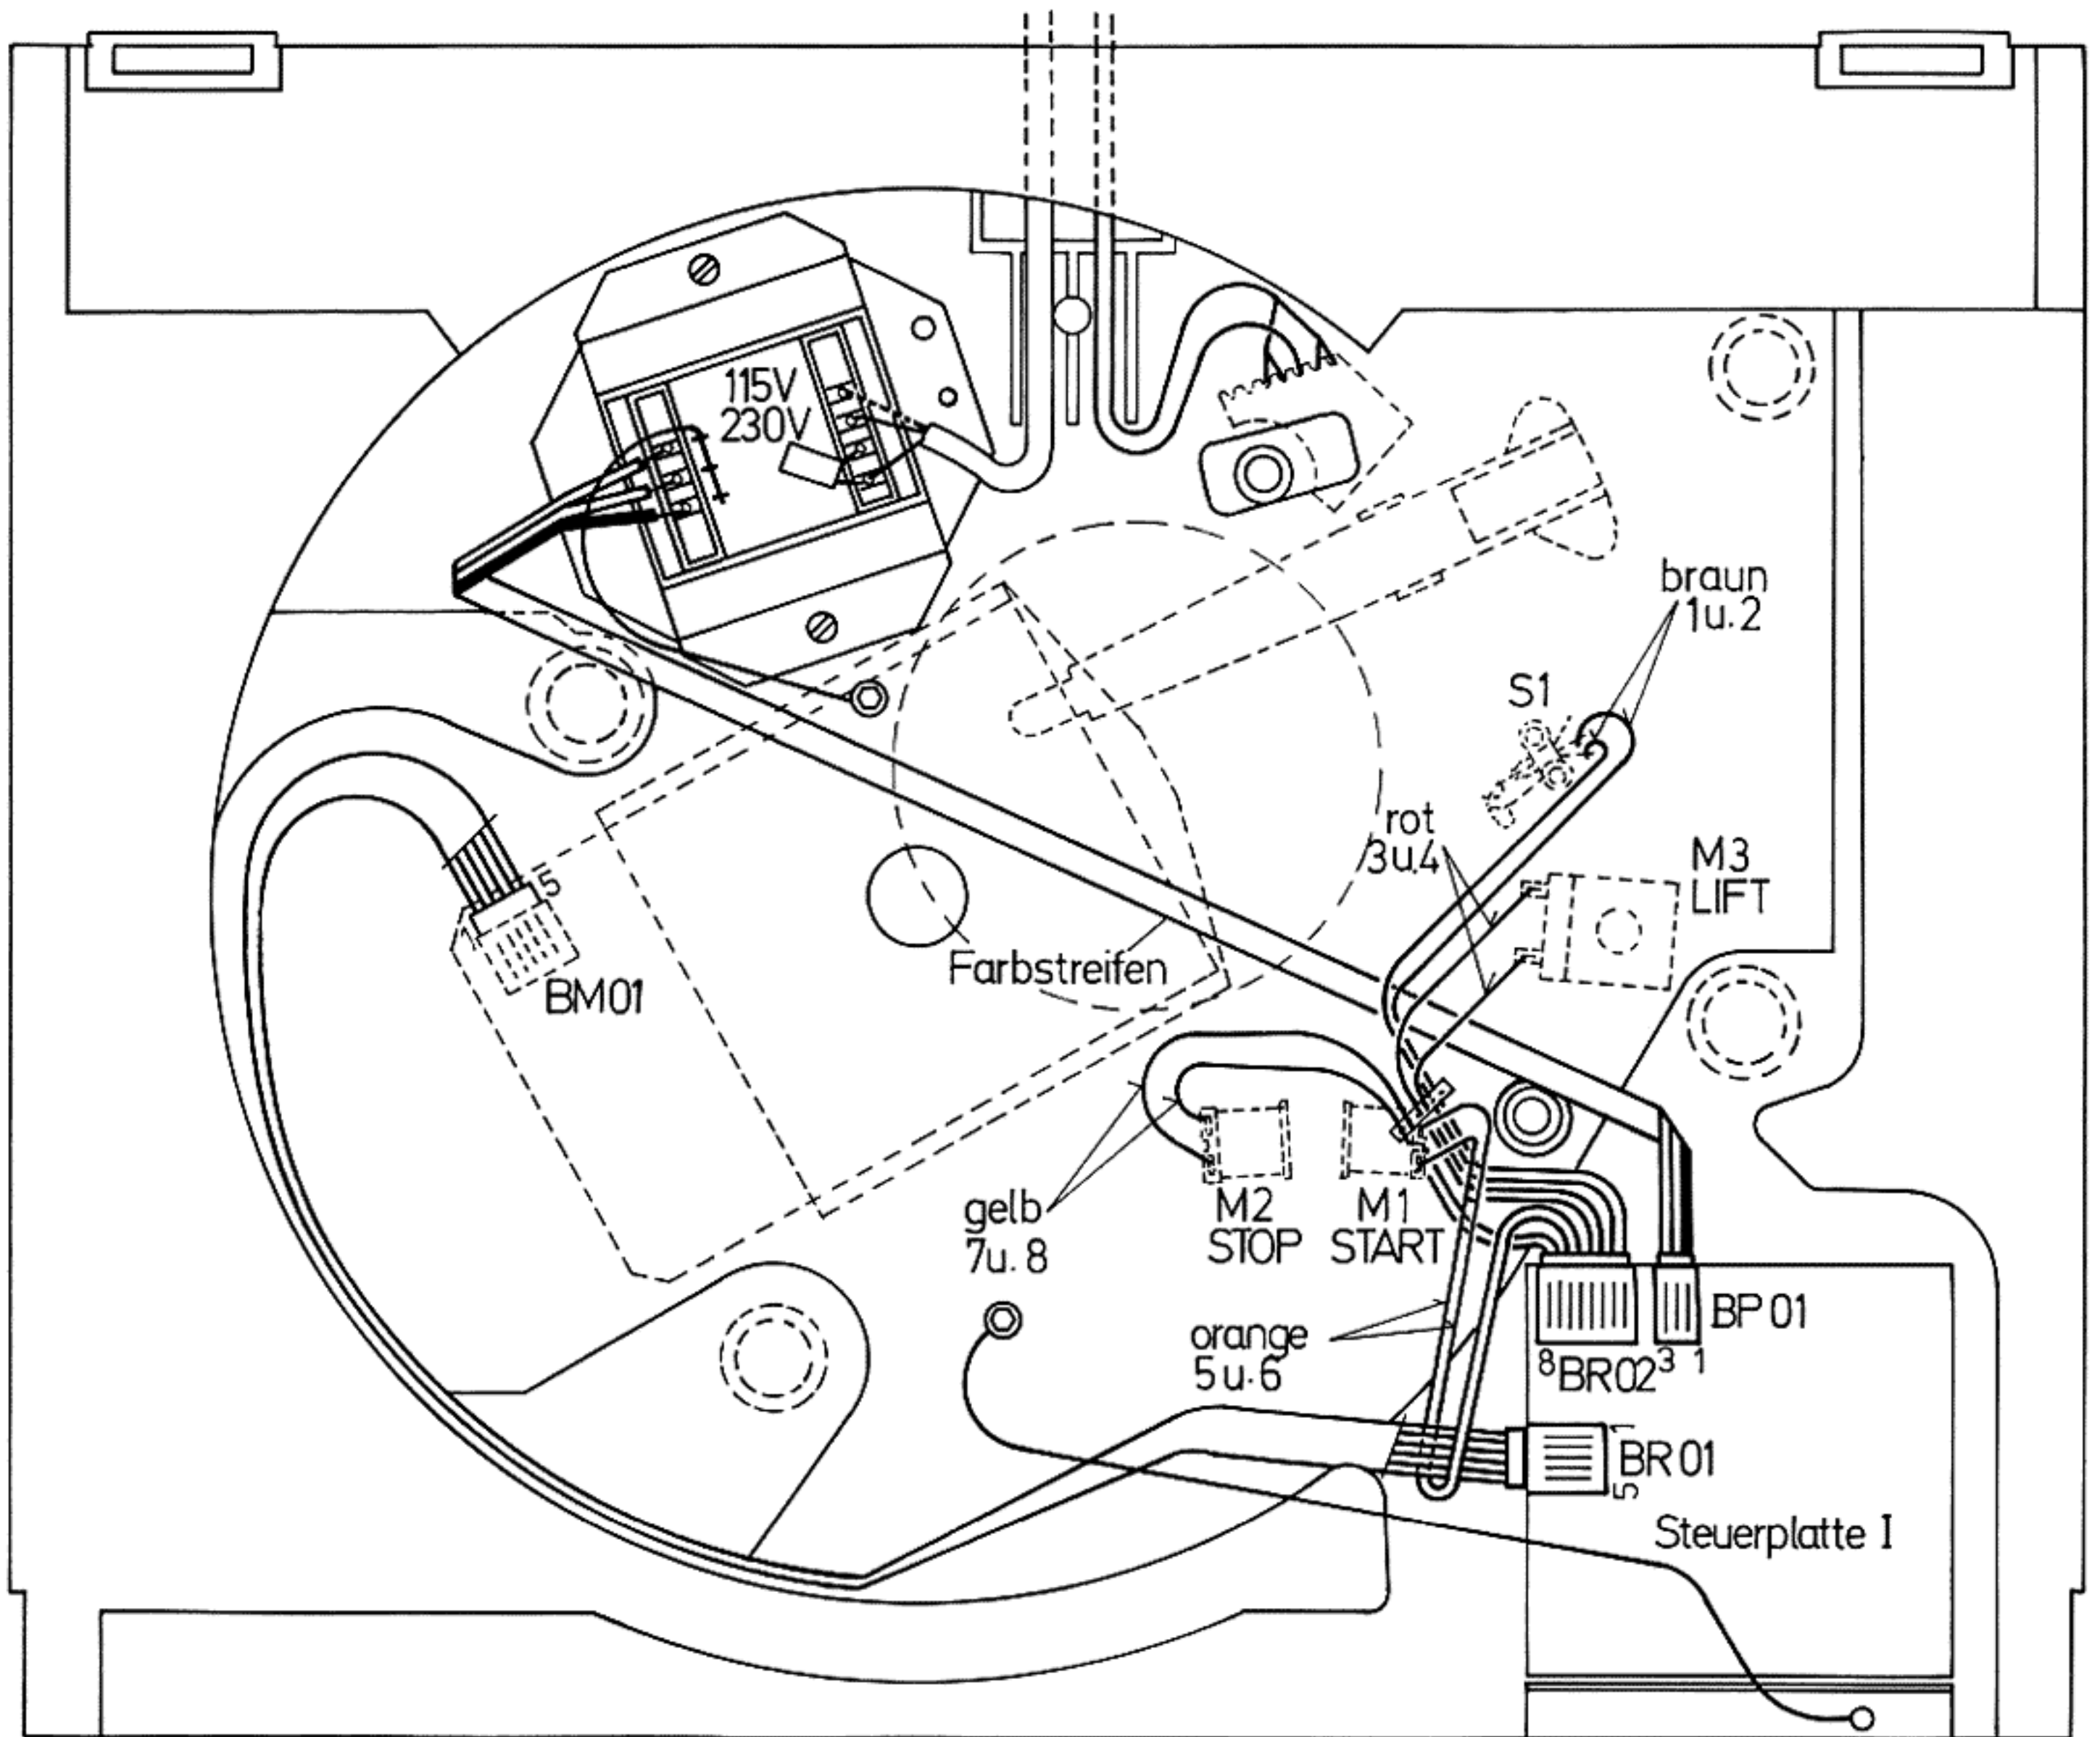 115V
230V
braun
1u.2
S1
rot
3u.4
M3
LIFT
5
1
BM01
Farbstreifen
gelb
7u.8
M2
STOP
M1
START
orange
5u.6
BP01
8
BR02
3
1
1
BR01
5
Steuerplatte I